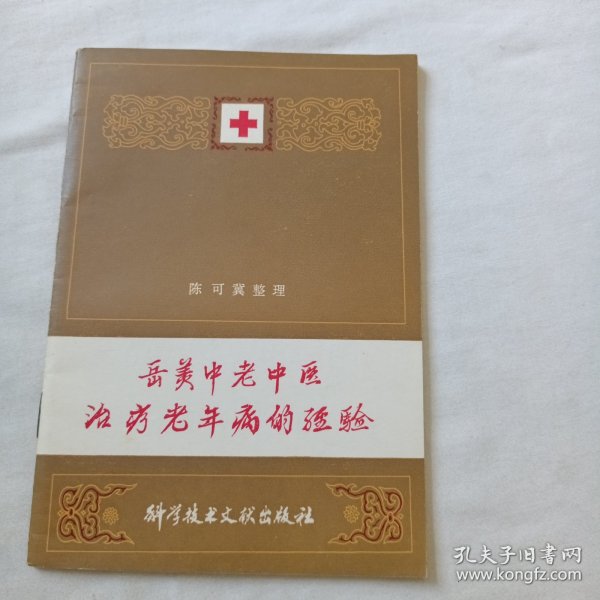 陈可冀整理
岳美中老中医
治疗老年病的经验
科学技术文献出版社
孔夫子旧书网
www.kongfz.com